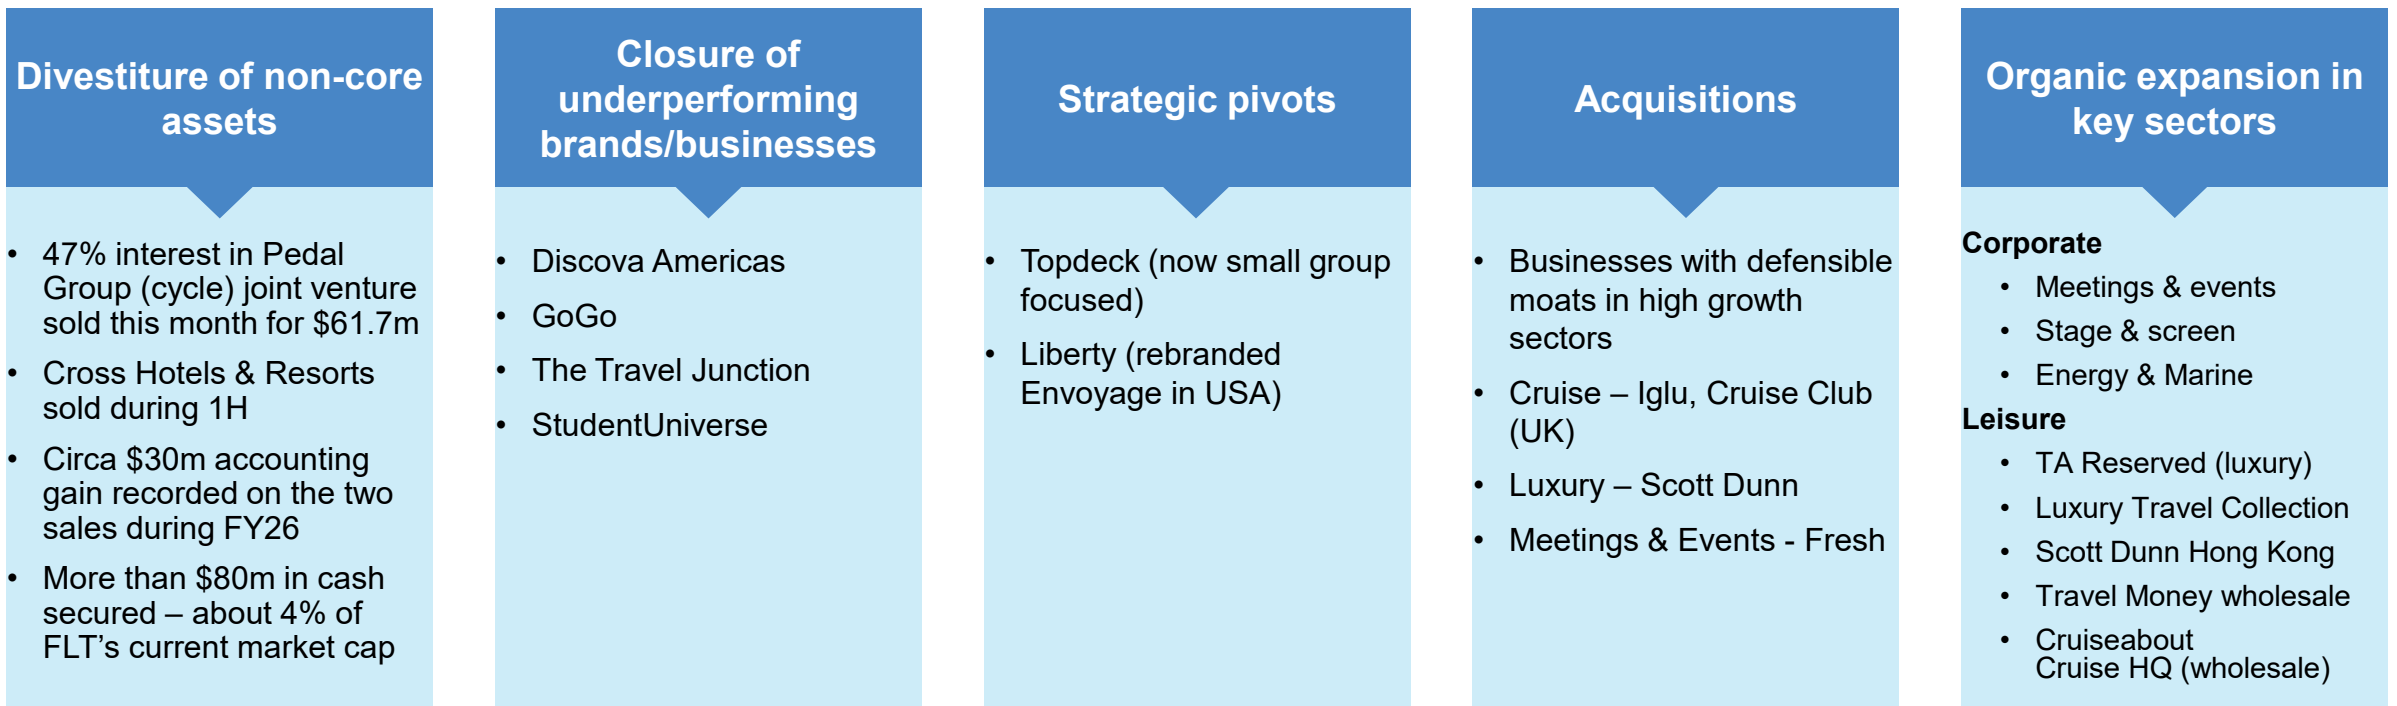 Divestiture of non-core
assets
• 47% interest in Pedal
Group (cycle) joint venture
sold this month for $61.7m
• Cross Hotels & Resorts
sold during 1H
• Circa $30m accounting
gain recorded on the two
sales during FY26
• More than $80m in cash
secured – about 4% of
FLT’s current market cap
Closure of
underperforming
brands/businesses
• Discova Americas
• GoGo
• The Travel Junction
• StudentUniverse
Strategic pivots
• Topdeck (now small group
focused)
• Liberty (rebranded
Envoyage in USA)
Acquisitions
• Businesses with defensible
moats in high growth
sectors
• Cruise – Iglu, Cruise Club
(UK)
• Luxury – Scott Dunn
• Meetings & Events - Fresh
Organic expansion in
key sectors
Corporate
• Meetings & events
• Stage & screen
• Energy & Marine
Leisure
• TA Reserved (luxury)
• Luxury Travel Collection
• Scott Dunn Hong Kong
• Travel Money wholesale
• Cruiseabout
Cruise HQ (wholesale)